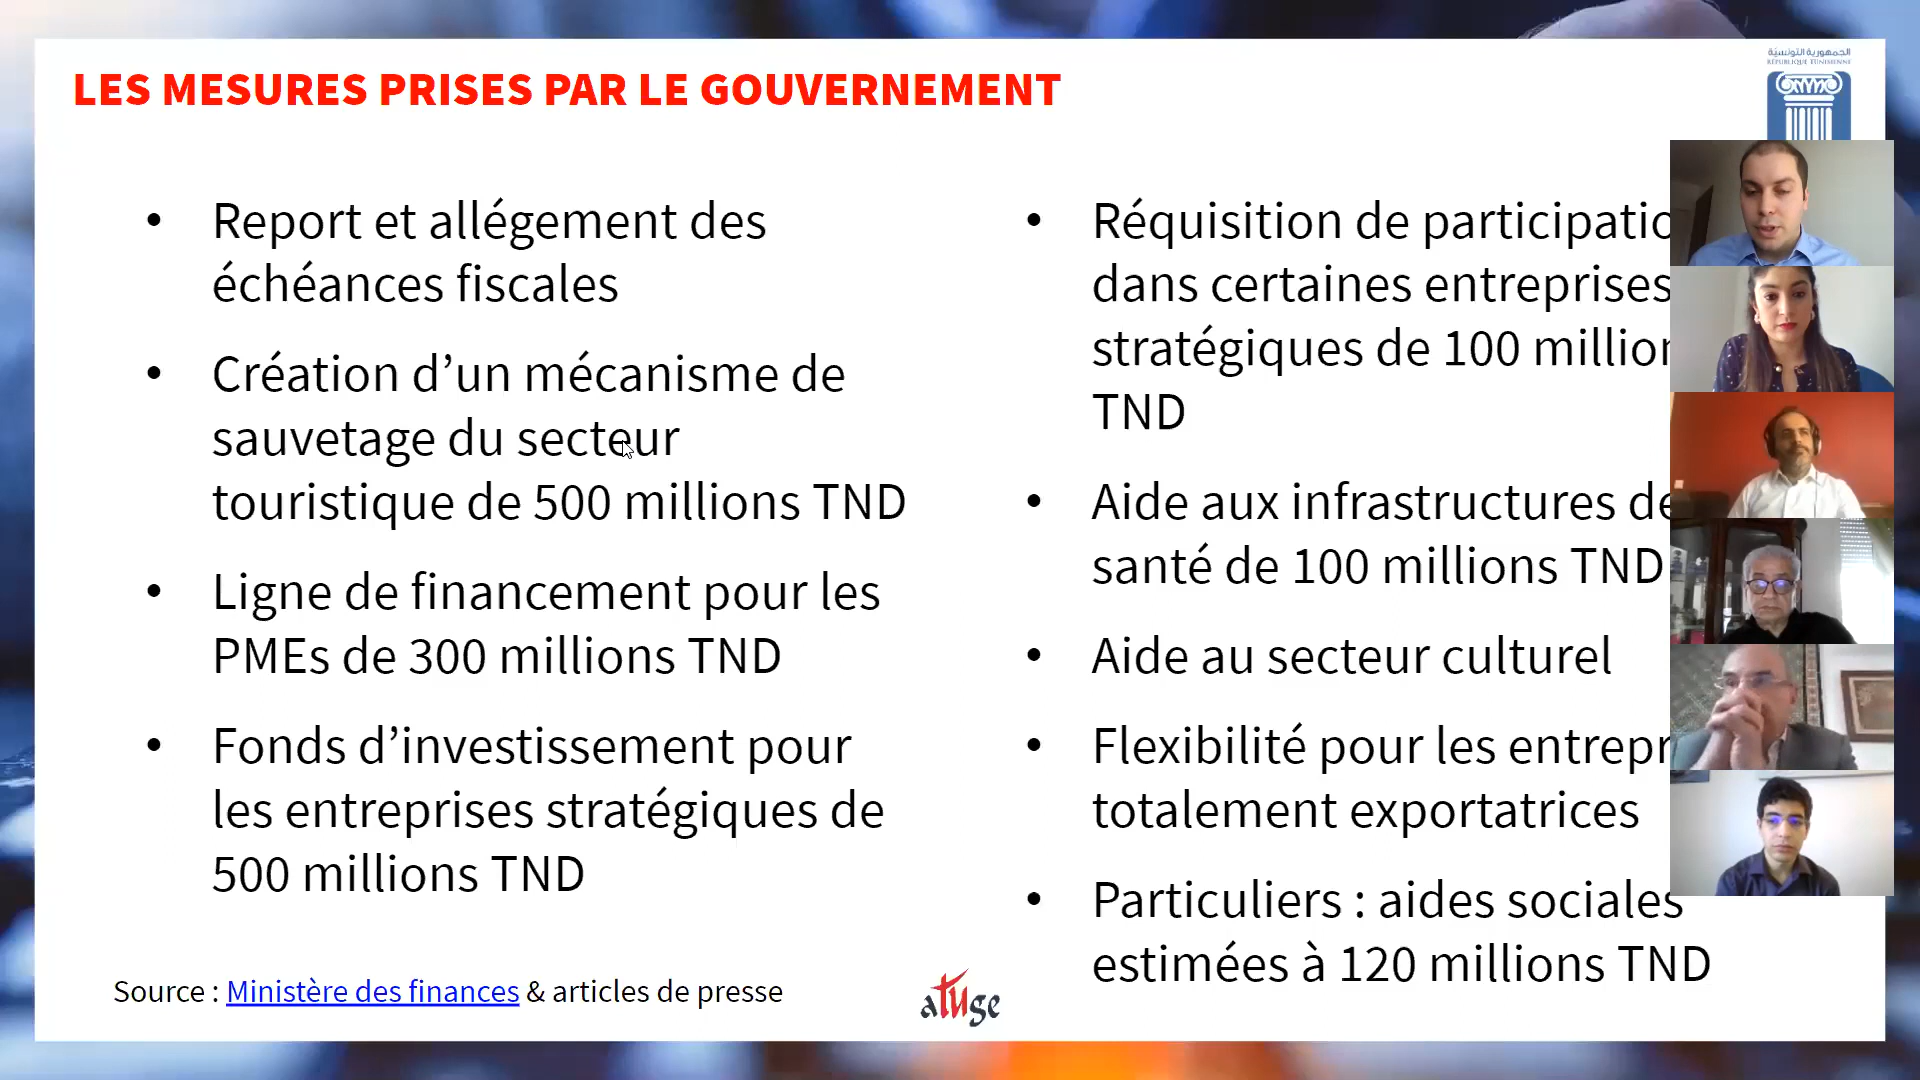 LES MESURES PRISES PAR LE GOUVERNEMENT
الجمهورية التونسية
RÉPUBLIQUE TUNISIENNE
• Report et allégement des
échéances fiscales
• Création d’un mécanisme de
sauvetage du secteur
touristique de 500 millions TND
• Ligne de financement pour les
PMEs de 300 millions TND
• Fonds d’investissement pour
les entreprises stratégiques de
500 millions TND
• Réquisition de participatio
dans certaines entreprises
stratégiques de 100 million
TND
• Aide aux infrastructures de
santé de 100 millions TND
• Aide au secteur culturel
• Flexibilité pour les entrepr
totalement exportatrices
• Particuliers : aides sociales
estimées à 120 millions TND
Source : Ministère des finances & articles de presse
aTUge